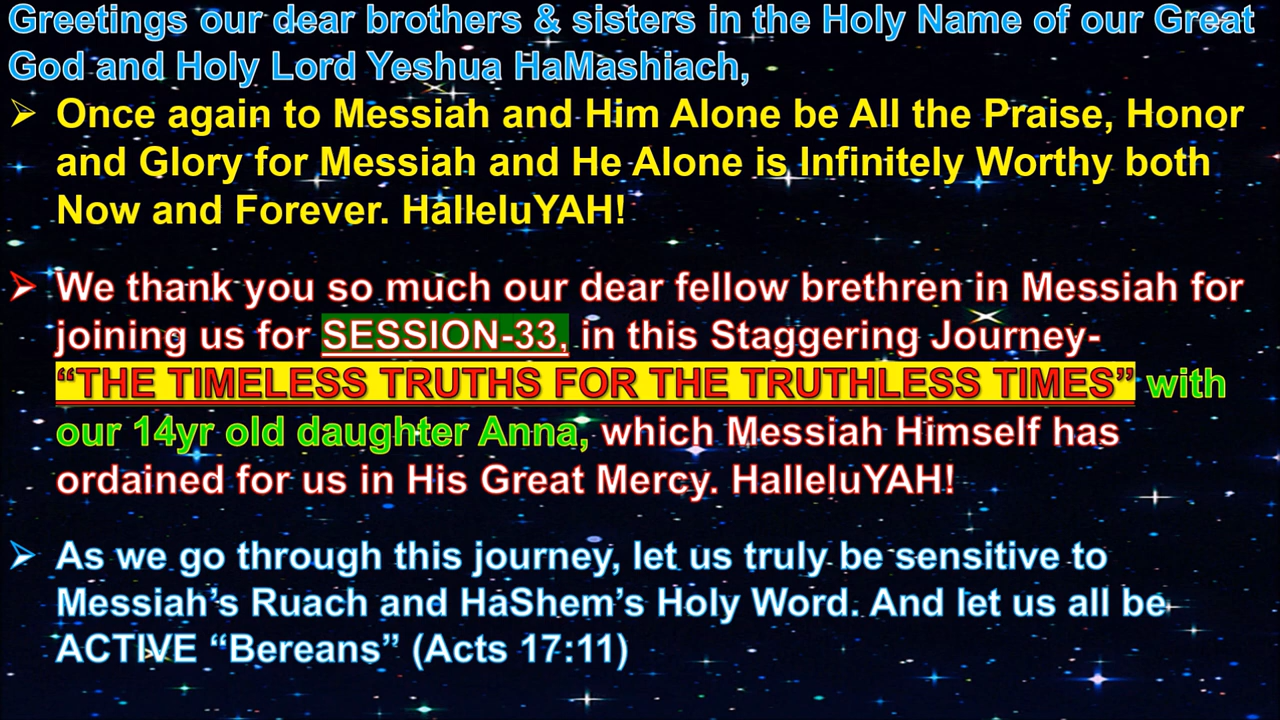 Greetings our dear brothers & sisters in the Holy Name of our Great
God and Holy Lord Yeshua HaMashiach,
➢ Once again to Messiah and Him Alone be All the Praise, Honor
and Glory for Messiah and He Alone is Infinitely Worthy both
Now and Forever. HalleluYAH!
➢ We thank you so much our dear fellow brethren in Messiah for
joining us for SESSION-33, in this Staggering Journey-
“THE TIMELESS TRUTHS FOR THE TRUTHLESS TIMES” with
our 14yr old daughter Anna, which Messiah Himself has
ordained for us in His Great Mercy. HalleluYAH!
➢ As we go through this journey, let us truly be sensitive to
Messiah’s Ruach and HaShem’s Holy Word. And let us all be
ACTIVE “Bereans” (Acts 17:11)